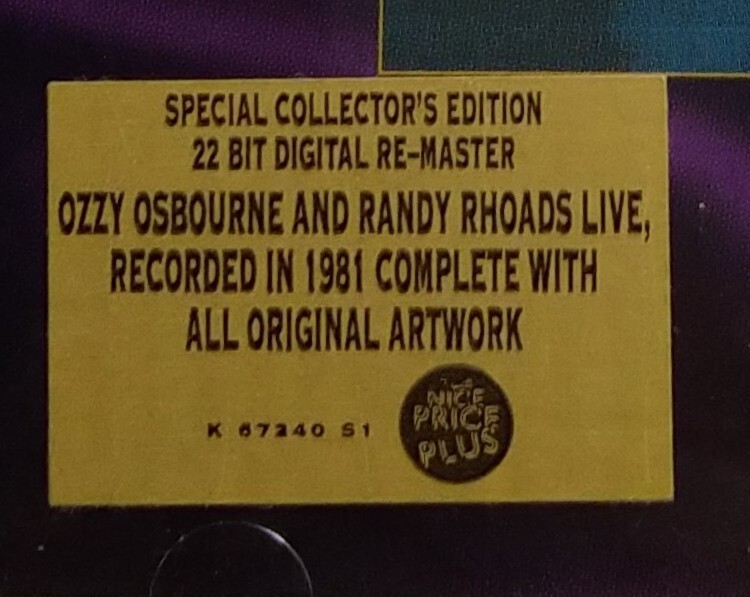 SPECIAL COLLECTOR'S EDITION
22 BIT DIGITAL RE-MASTER
OZZY OSBOURNE AND RANDY RHOADS LIVE,
RECORDED IN 1981 COMPLETE WITH
ALL ORIGINAL ARTWORK
K 67240 S1
NICE
PRICE
PLUS